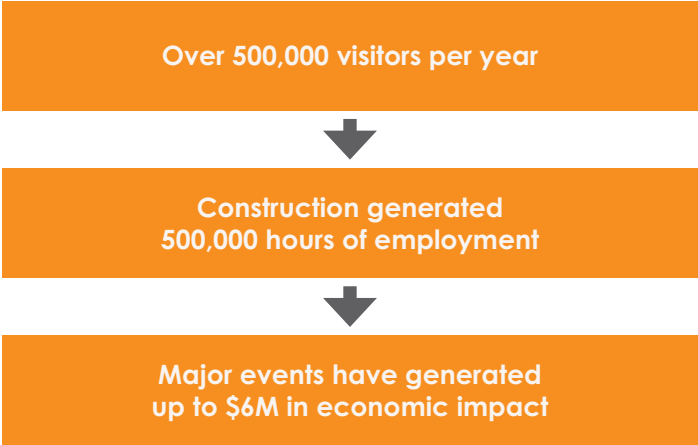 Over 500,000 visitors per year
Construction generated
500,000 hours of employment
Major events have generated
up to $6M in economic impact